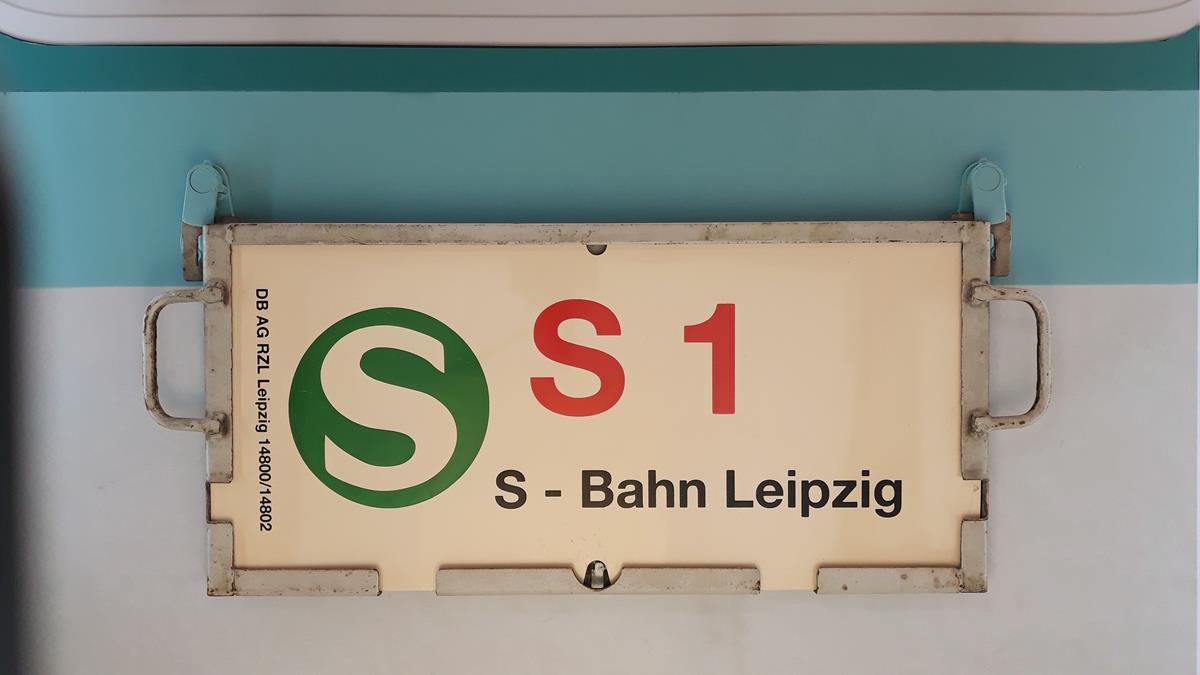 DB AG RZL Leipzig 14800/14802
S
S 1
S - Bahn Leipzig